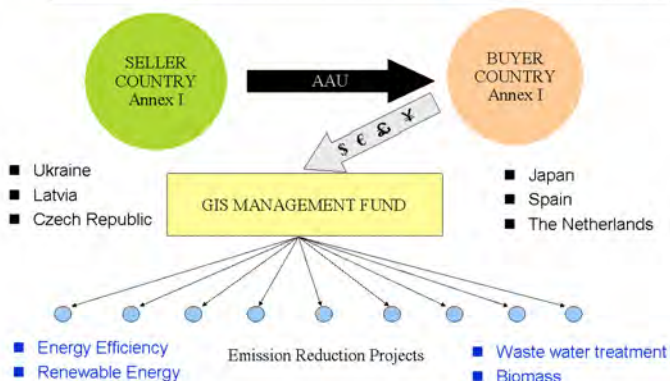 SELLER
COUNTRY
Annex I
AAU
BUYER
COUNTRY
Annex I
$ € £ ¥
Ukraine
Latvia
Czech Republic
GIS MANAGEMENT FUND
Japan
Spain
The Netherlands
Energy Efficiency
Renewable Energy
Emission Reduction Projects
Waste water treatment
Biomass